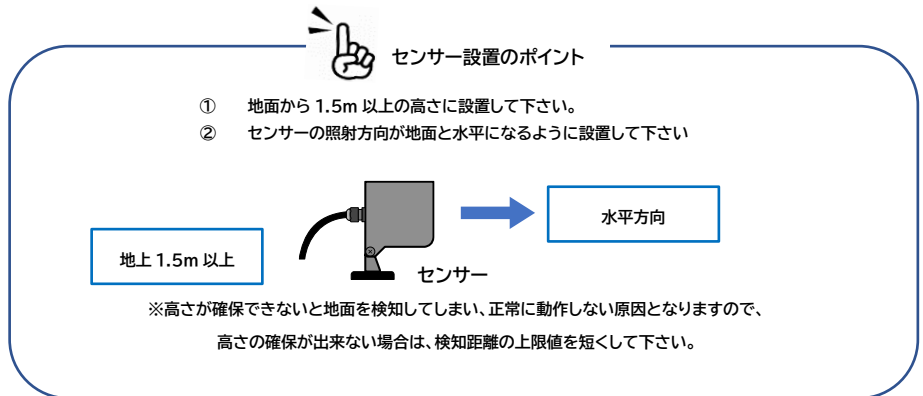 センサー設置のポイント
① 地面から 1.5m 以上の高さに設置して下さい。
② センサーの照射方向が地面と水平になるように設置して下さい
水平方向
地上 1.5m 以上
センサー
※高さが確保できないと地面を検知してしまい、正常に動作しない原因となりますので、
高さの確保が出来ない場合は、検知距離の上限値を短くして下さい。